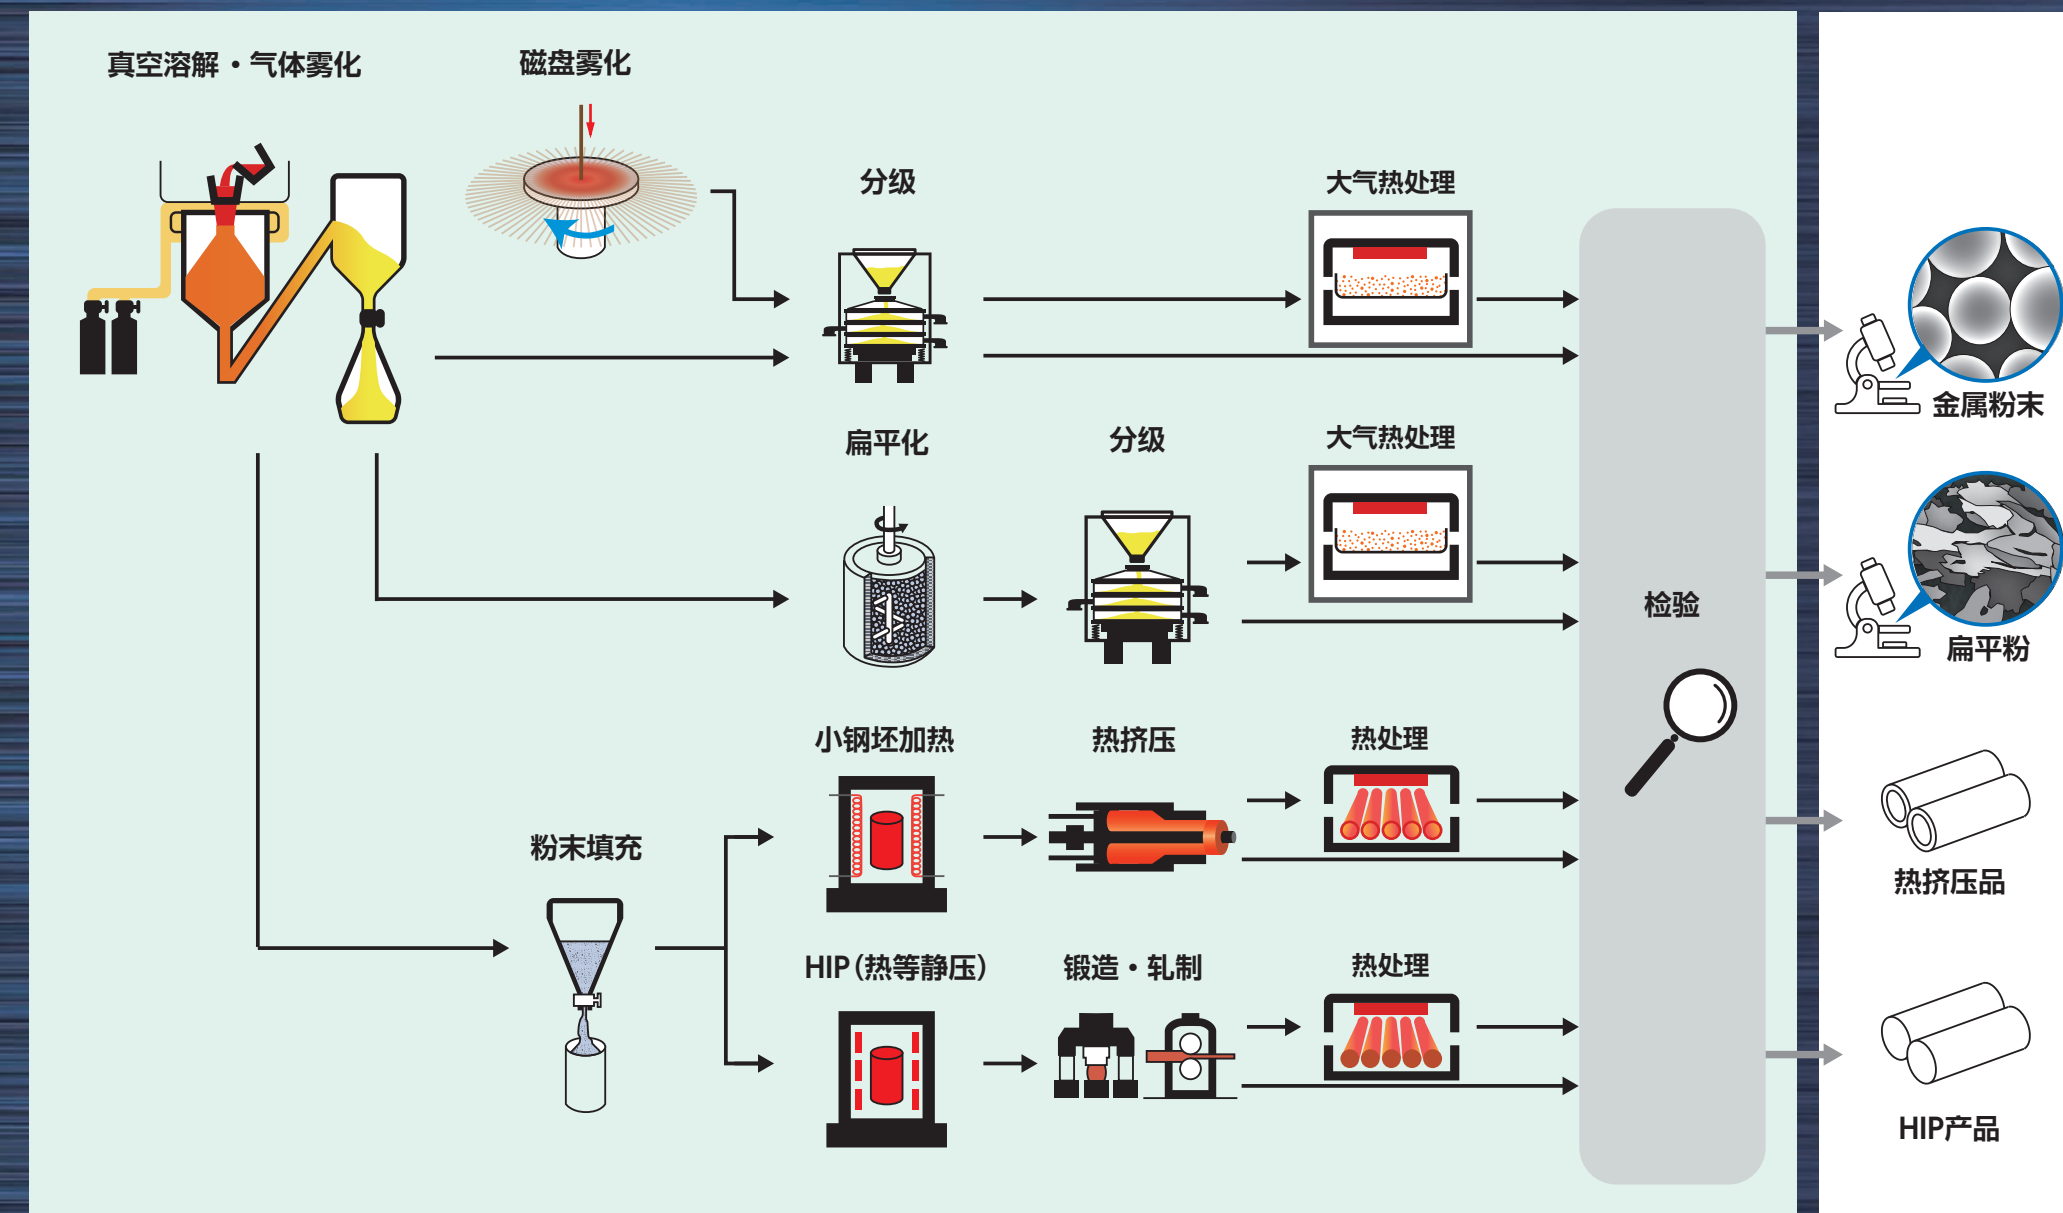 真空溶解・气体雾化
磁盘雾化
分级
大气热处理
金属粉末
扁平化
分级
大气热处理
检验
扁平粉
小钢坯加热
热挤压
热处理
粉末填充
热挤压品
HIP（热等静压）
锻造・轧制
热处理
HIP产品